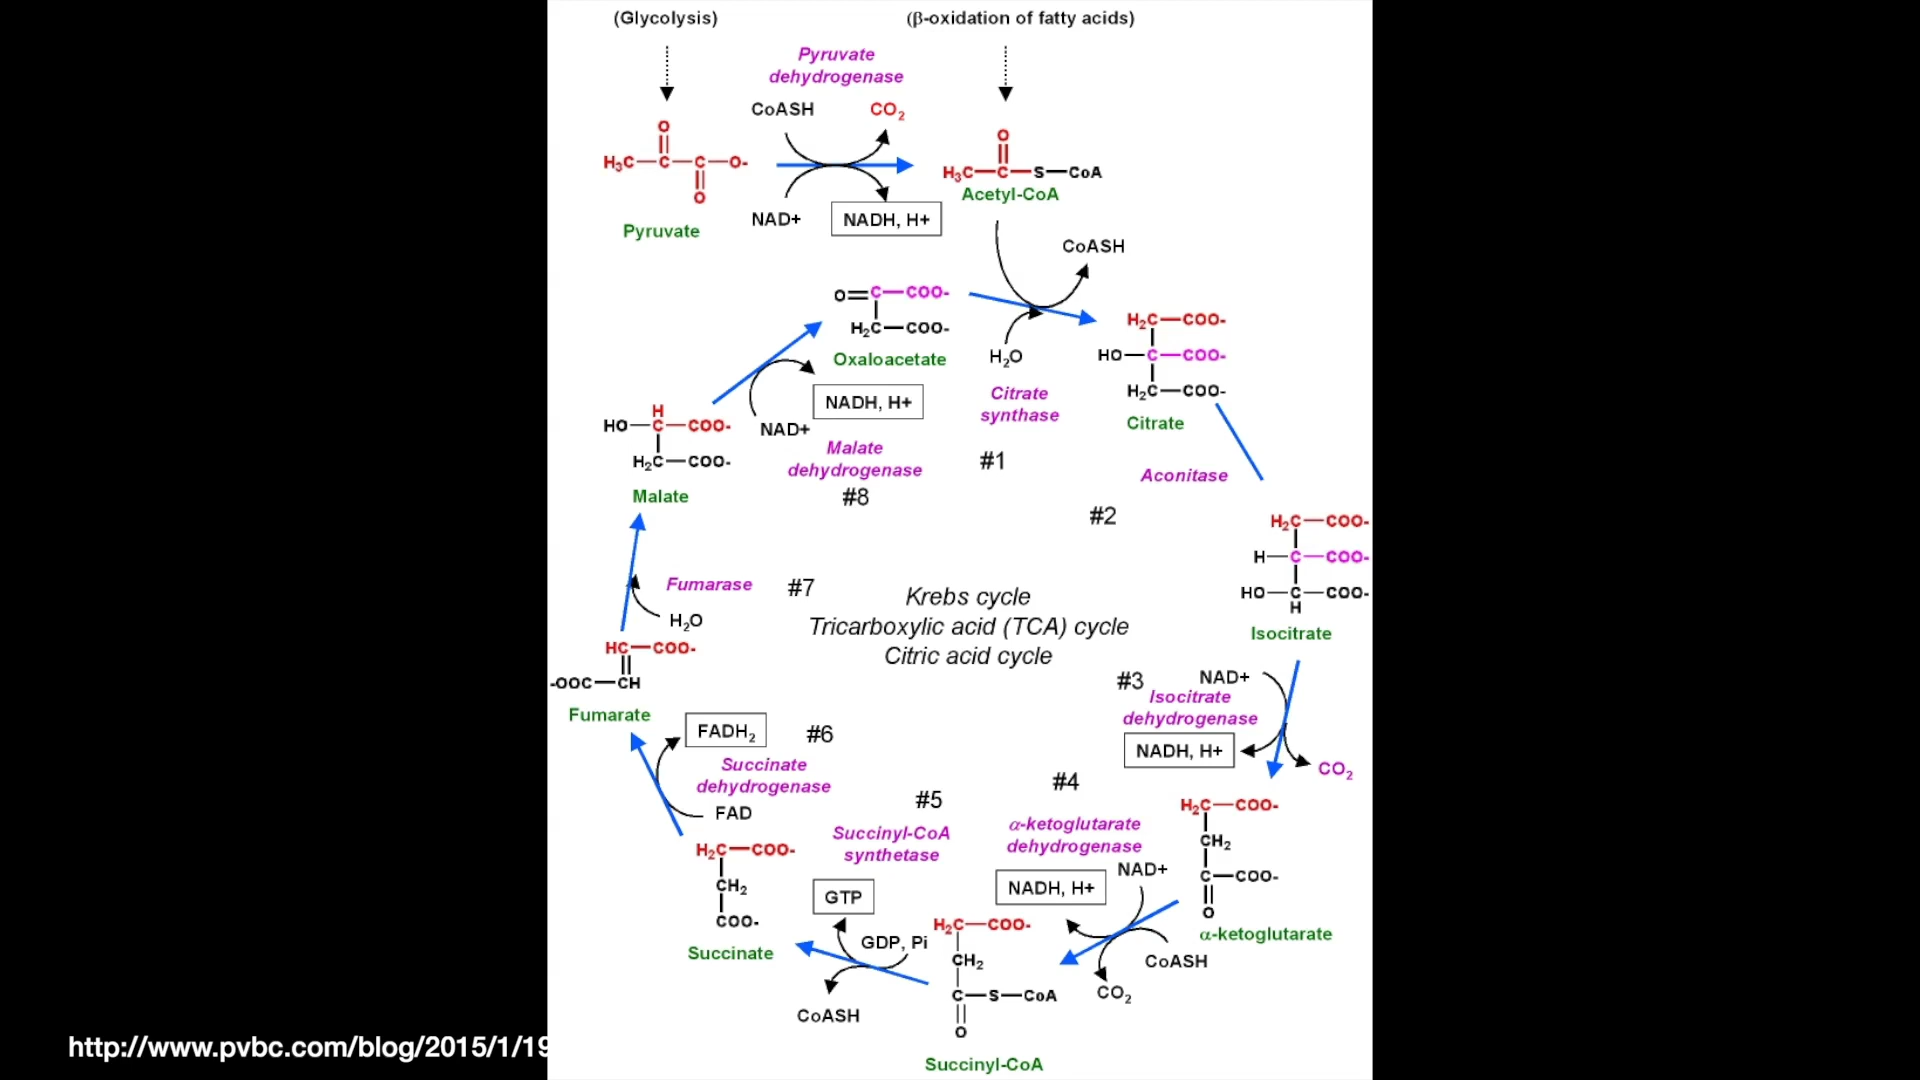 (Glycolysis)
(β-oxidation of fatty acids)
Pyruvate
dehydrogenase
CoASH
CO2
O
H3C—C—C—O-
O
Pyruvate
NAD+
NADH, H+
O
H3C—C—S—CoA
Acetyl-CoA
CoASH
O=C—COO-
H2C—COO-
Oxaloacetate
H2O
Citrate
synthase
#1
H2C—COO-
HO—C—COO-
H2C—COO-
Citrate
Aconitase
#2
H2C—COO-
H—C—COO-
HO—C—COO-
H
Isocitrate
#3
NAD+
Isocitrate
dehydrogenase
NADH, H+
CO2
H2C—COO-
CH2
C—COO-
O
α-ketoglutarate
#4
α-ketoglutarate
dehydrogenase
NAD+
NADH, H+
CoASH
CO2
H2C—COO-
CH2
C—S—CoA
O
Succinyl-CoA
#5
Succinyl-CoA
synthetase
GTP
GDP, Pi
CoASH
H2C—COO-
CH2
COO-
Succinate
#6
FADH2
Succinate
dehydrogenase
FAD
HC—COO-
-OOC—CH
Fumarate
Fumarase
#7
H2O
H
HO—C—COO-
H2C—COO-
Malate
NADH, H+
NAD+
Malate
dehydrogenase
#8
Krebs cycle
Tricarboxylic acid (TCA) cycle
Citric acid cycle
http://www.pvbc.com/blog/2015/1/19